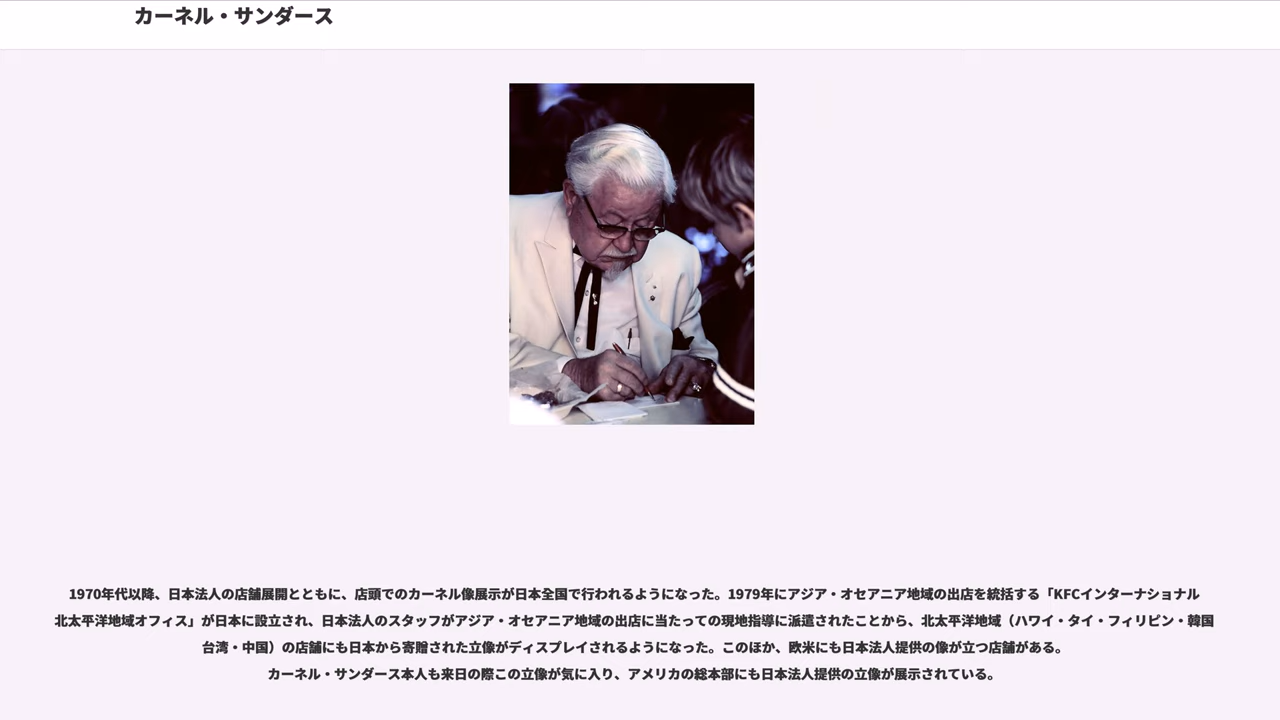 カーネル・サンダース
1970年代以降、日本法人の店舗展開とともに、店頭でのカーネル像展示が日本全国で行われるようになった。1979年にアジア・オセアニア地域の出店を統括する「KFCインターナショナル
北太平洋地域オフィス」が日本に設立され、日本法人のスタッフがアジア・オセアニア地域の出店に当たっての現地指導に派遣されたことから、北太平洋地域（ハワイ・タイ・フィリピン・韓国
台湾・中国）の店舗にも日本から寄贈された立像がディスプレイされるようになった。このほか、欧米にも日本法人提供の像が立つ店舗がある。
カーネル・サンダース本人も来日の際この立像が気に入り、アメリカの総本部にも日本法人提供の立像が展示されている。